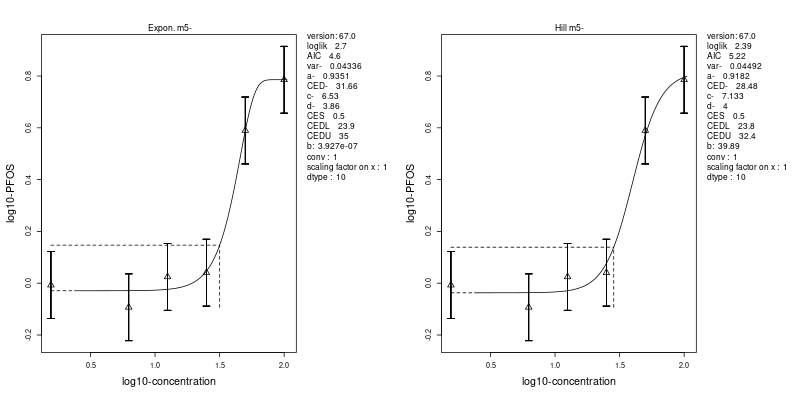 Expon. m5-
version: 67.0
loglik 2.7
AIC 4.6
var- 0.04336
a- 0.9351
CED- 31.66
c- 6.53
d- 3.86
CES 0.5
CEDL 23.9
CEDU 35
b: 3.927e-07
conv : 1
scaling factor on x : 1
dtype : 10
log10-PFOS
0.8
0.6
0.4
0.2
0.0
-0.2
0.5 1.0 1.5 2.0
log10-concentration
Hill m5-
version: 67.0
loglik 2.39
AIC 5.22
var- 0.04492
a- 0.9182
CED- 28.48
c- 7.133
d- 4
CES 0.5
CEDL 23.8
CEDU 32.4
b: 39.89
conv : 1
scaling factor on x : 1
dtype : 10
log10-PFOS
0.8
0.6
0.4
0.2
0.0
-0.2
0.5 1.0 1.5 2.0
log10-concentration